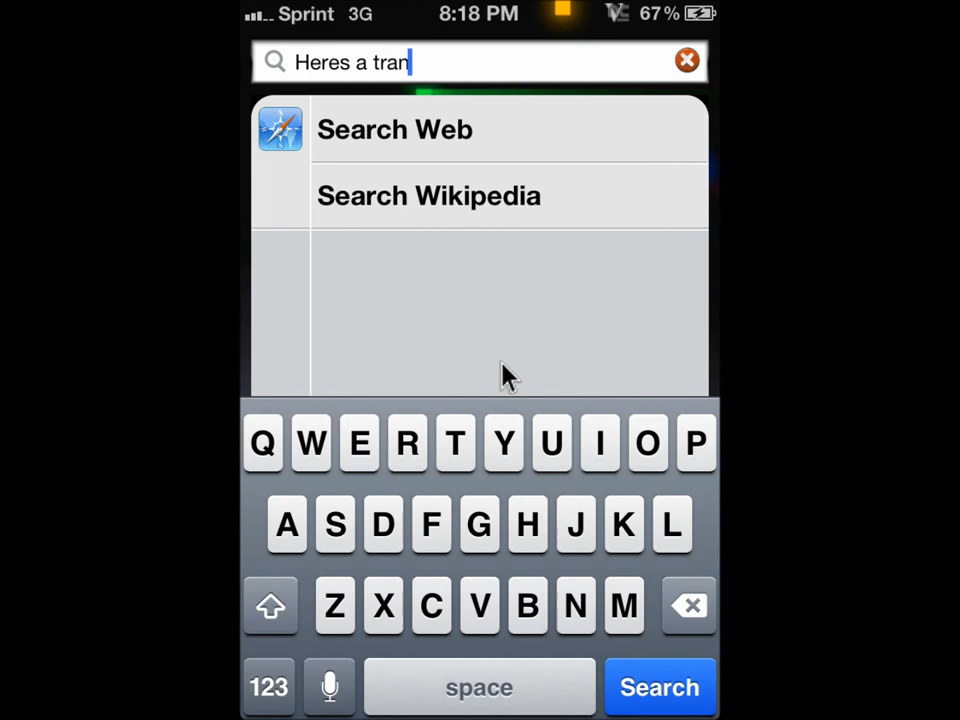 Sprint 3G 8:18 PM 67%
Heres a tran
Search Web
Search Wikipedia
Q W E R T Y U I O P
A S D F G H J K L
Z X C V B N M
123 space Search